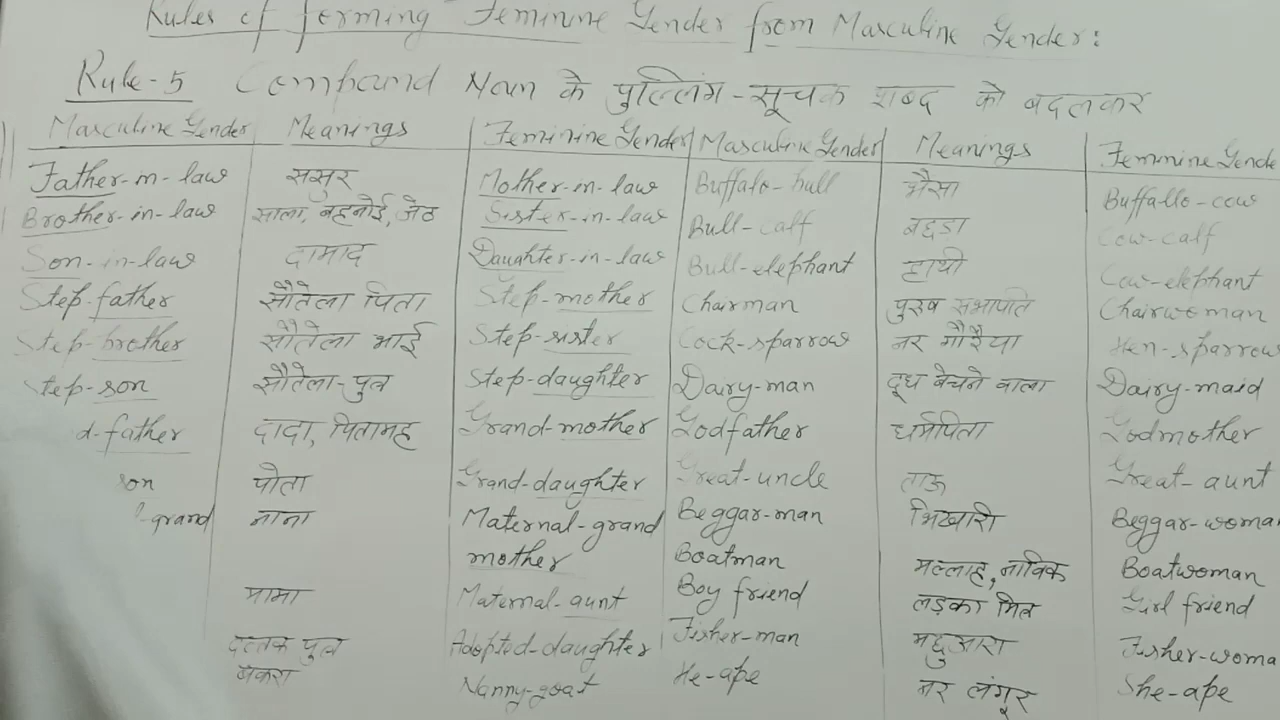 Rules of forming Feminine Gender from Masculine Gender:
Rule-5 Compound Noun के पुल्लिंग-सूचक शब्द को बदलकर
Masculine Gender Meanings Feminine Gender Masculine Gender Meanings Feminine Gende
Father-in-law ससुर Mother-in-law Buffalo-bull भैंसा Buffallo-cow
Brother-in-law साला, बहनोई, जेठ Sister-in-law Bull-calf बछडा Cow-calf
Son-in-law दामाद Daughter-in-law Bull-elephant हाथी Cow-elephant
Step-father सौतेला पिता Step-mother Chairman पुरुष सभापति Chairwoman
Step-brother सौतेला भाई Step-sister Cock-sparrow नर गौरैया Hen-sparrow
Step-son सौतेला-पुत्र Step-daughter Dairy-man दूध बेचने वाला Dairy-maid
d-father दादा, पितामह Grand-mother Godfather धर्मपिता Godmother
son पोता Grand-daughter Great-uncle ताऊ Great-aunt
-grand नाना Maternal-grand Beggar-man भिखारी Beggar-woman
mother Boatman मल्लाह, नाविक Boatwoman
मामा Maternal-aunt Boy friend लड़का मित्र Girl friend
दत्तक पुत्र Adopted-daughter Fisher-man मछुआरा Fisher-woma
बकरा Nanny-goat He-ape नर लंगूर She-ape